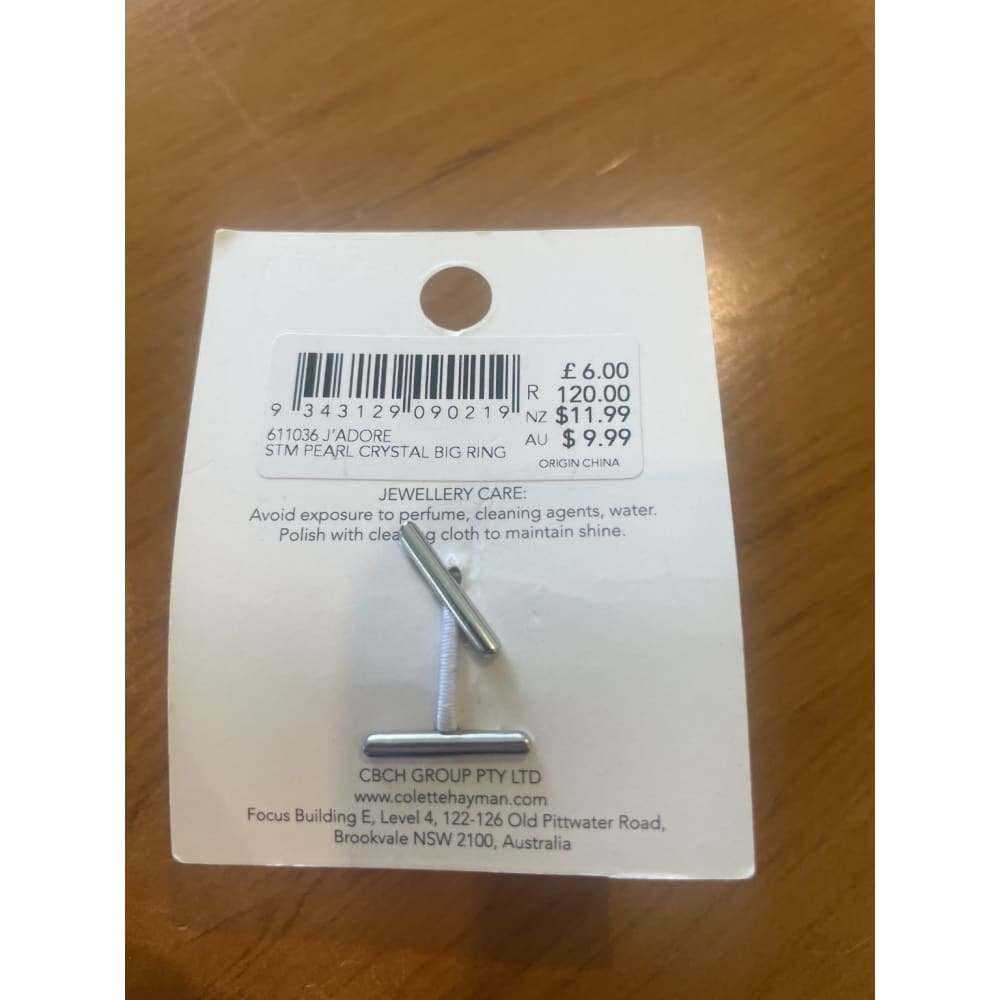 £ 6.00
R 120.00
9 343129 090219
NZ $11.99
611036 J'ADORE
AU $ 9.99
STM PEARL CRYSTAL BIG RING
ORIGIN CHINA
JEWELLERY CARE:
Avoid exposure to perfume, cleaning agents, water.
Polish with cloth to maintain shine.
CBCH GROUP PTY LTD
www.colettehayman.com
Focus Building E, Level 4, 122-126 Old Pittwater Road,
Brookvale NSW 2100, Australia